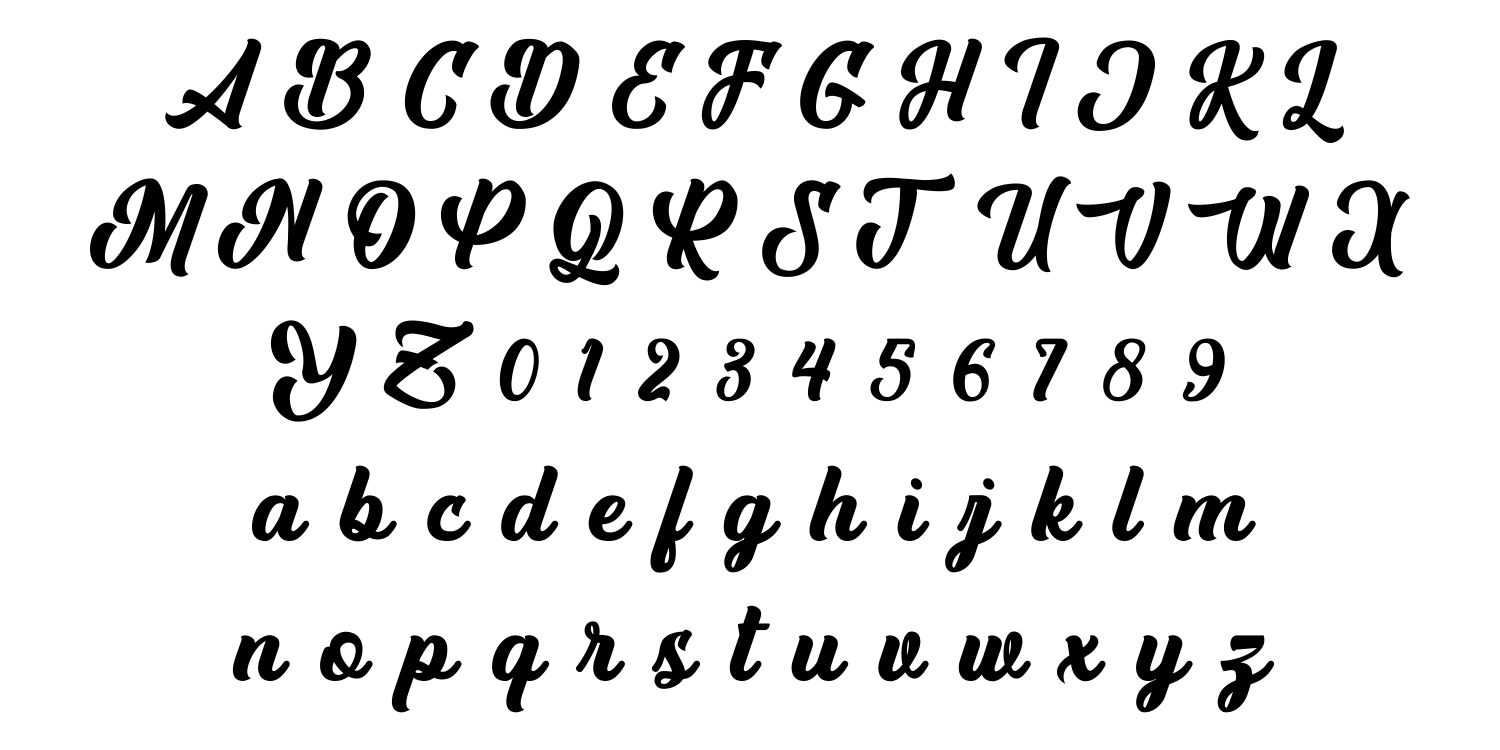 A B C D E F G H I J K L
M N O P Q R S T U V W X
Y Z 0 1 2 3 4 5 6 7 8 9
a b c d e f g h i j k l m
n o p q r s t u v w x y z